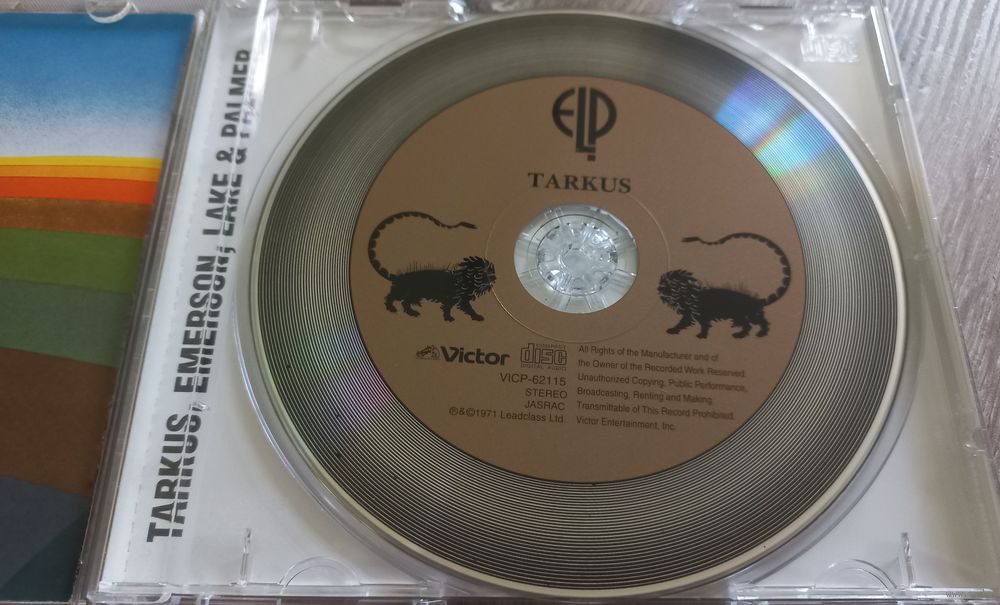 TARKUS, EMERSON, LAKE & PALMER
ELP
TARKUS
Victor
COMPACT
disc
DIGITAL AUDIO
VICP-62115
STEREO
JASRAC
℗&©1971 Leadclass Ltd.
All Rights of the Manufacturer and of
the Owner of the Recorded Work Reserved.
Unauthorized Copying, Public Performance,
Broadcasting, Renting and Making
Transmittable of This Record Prohibited.
Victor Entertainment, Inc.